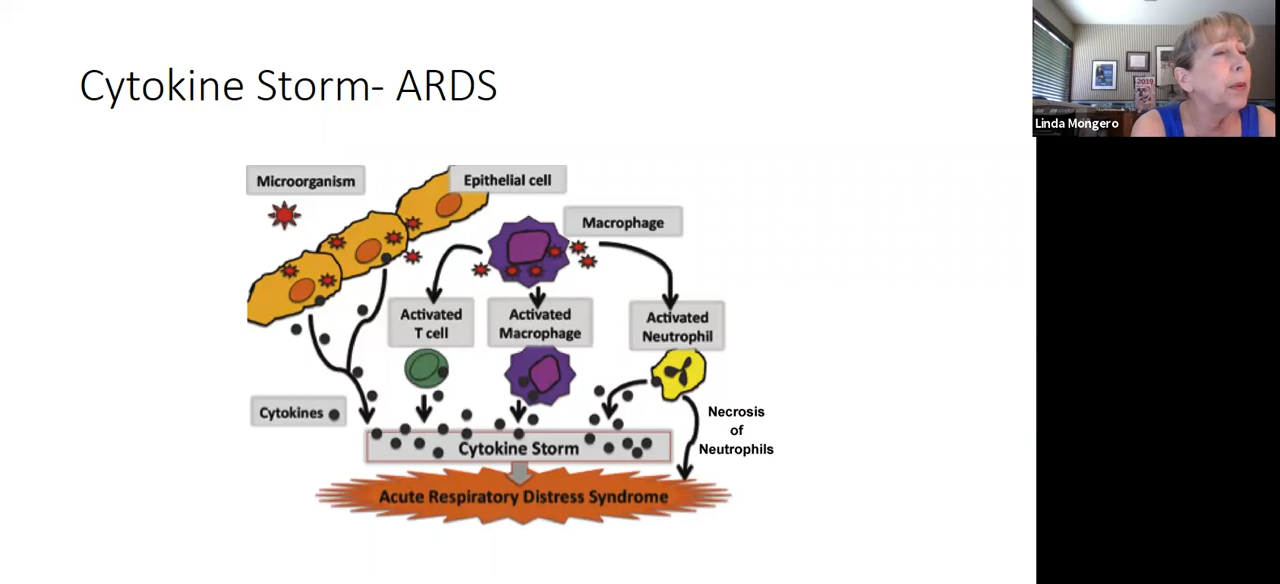 Cytokine Storm- ARDS
Linda Mongero
2019
Microorganism
Epithelial cell
Macrophage
Activated
T cell
Activated
Macrophage
Activated
Neutrophil
Cytokines
Necrosis
of
Neutrophils
Cytokine Storm
Acute Respiratory Distress Syndrome